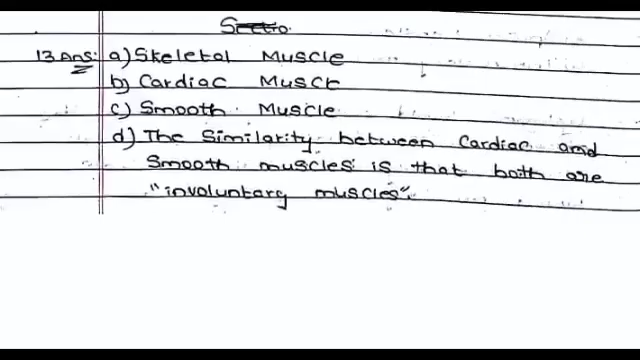 13 Ans: a) Skeletal Muscle
b) Cardiac Muscle
c) Smooth Muscle
d) The Similarity between Cardiac and
Smooth muscles is that both are
"involuntary muscles".